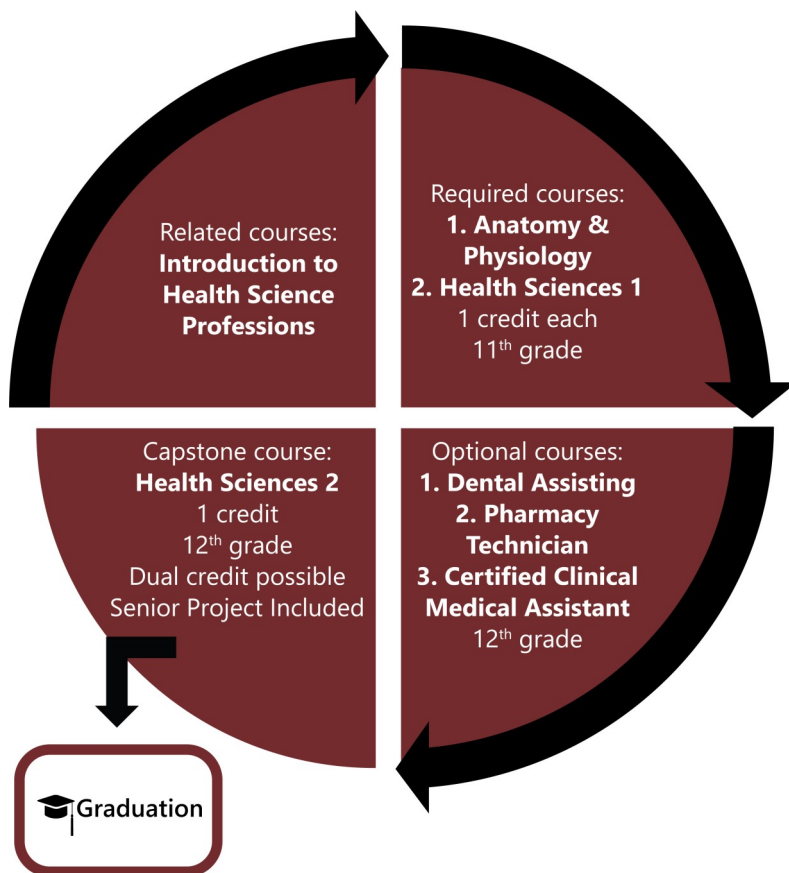 Related courses:
Introduction to
Health Science
Professions
Required courses:
1. Anatomy &
Physiology
2. Health Sciences 1
1 credit each
11th grade
Optional courses:
1. Dental Assisting
2. Pharmacy
Technician
3. Certified Clinical
Medical Assistant
12th grade
Capstone course:
Health Sciences 2
1 credit
12th grade
Dual credit possible
Senior Project Included
Graduation